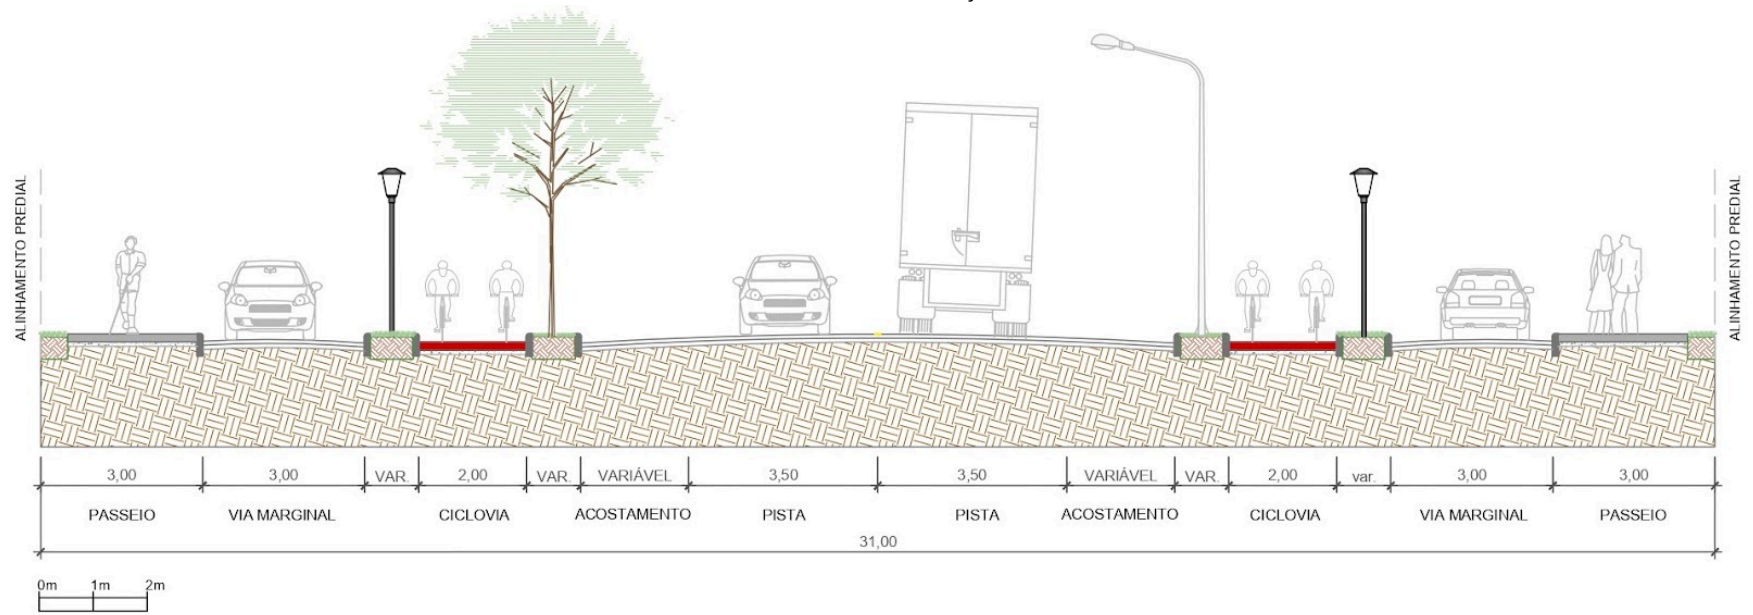 ALINHAMENTO PREDIAL
ALINHAMENTO PREDIAL
3,00 3,00 VAR. 2,00 VAR. VARIÁVEL 3,50 3,50 VARIÁVEL VAR. 2,00 var. 3,00 3,00
PASSEIO VIA MARGINAL CICLOVIA ACOSTAMENTO PISTA PISTA ACOSTAMENTO CICLOVIA VIA MARGINAL PASSEIO
31,00
0m 1m 2m